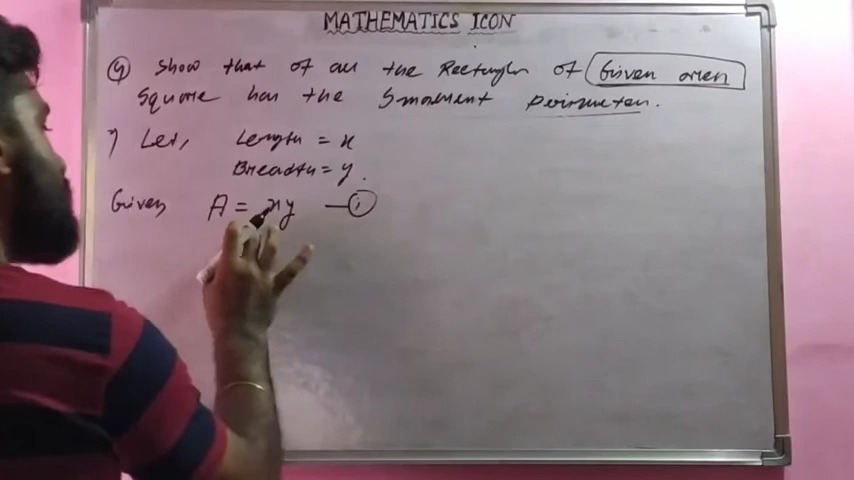 MATHEMATICS ICON
Q Show that of all the Rectangles of Given area
Square has the Smallest perimeter.
⇒ Let, Length = x
Breadth = y.
Given A = xy —(i)